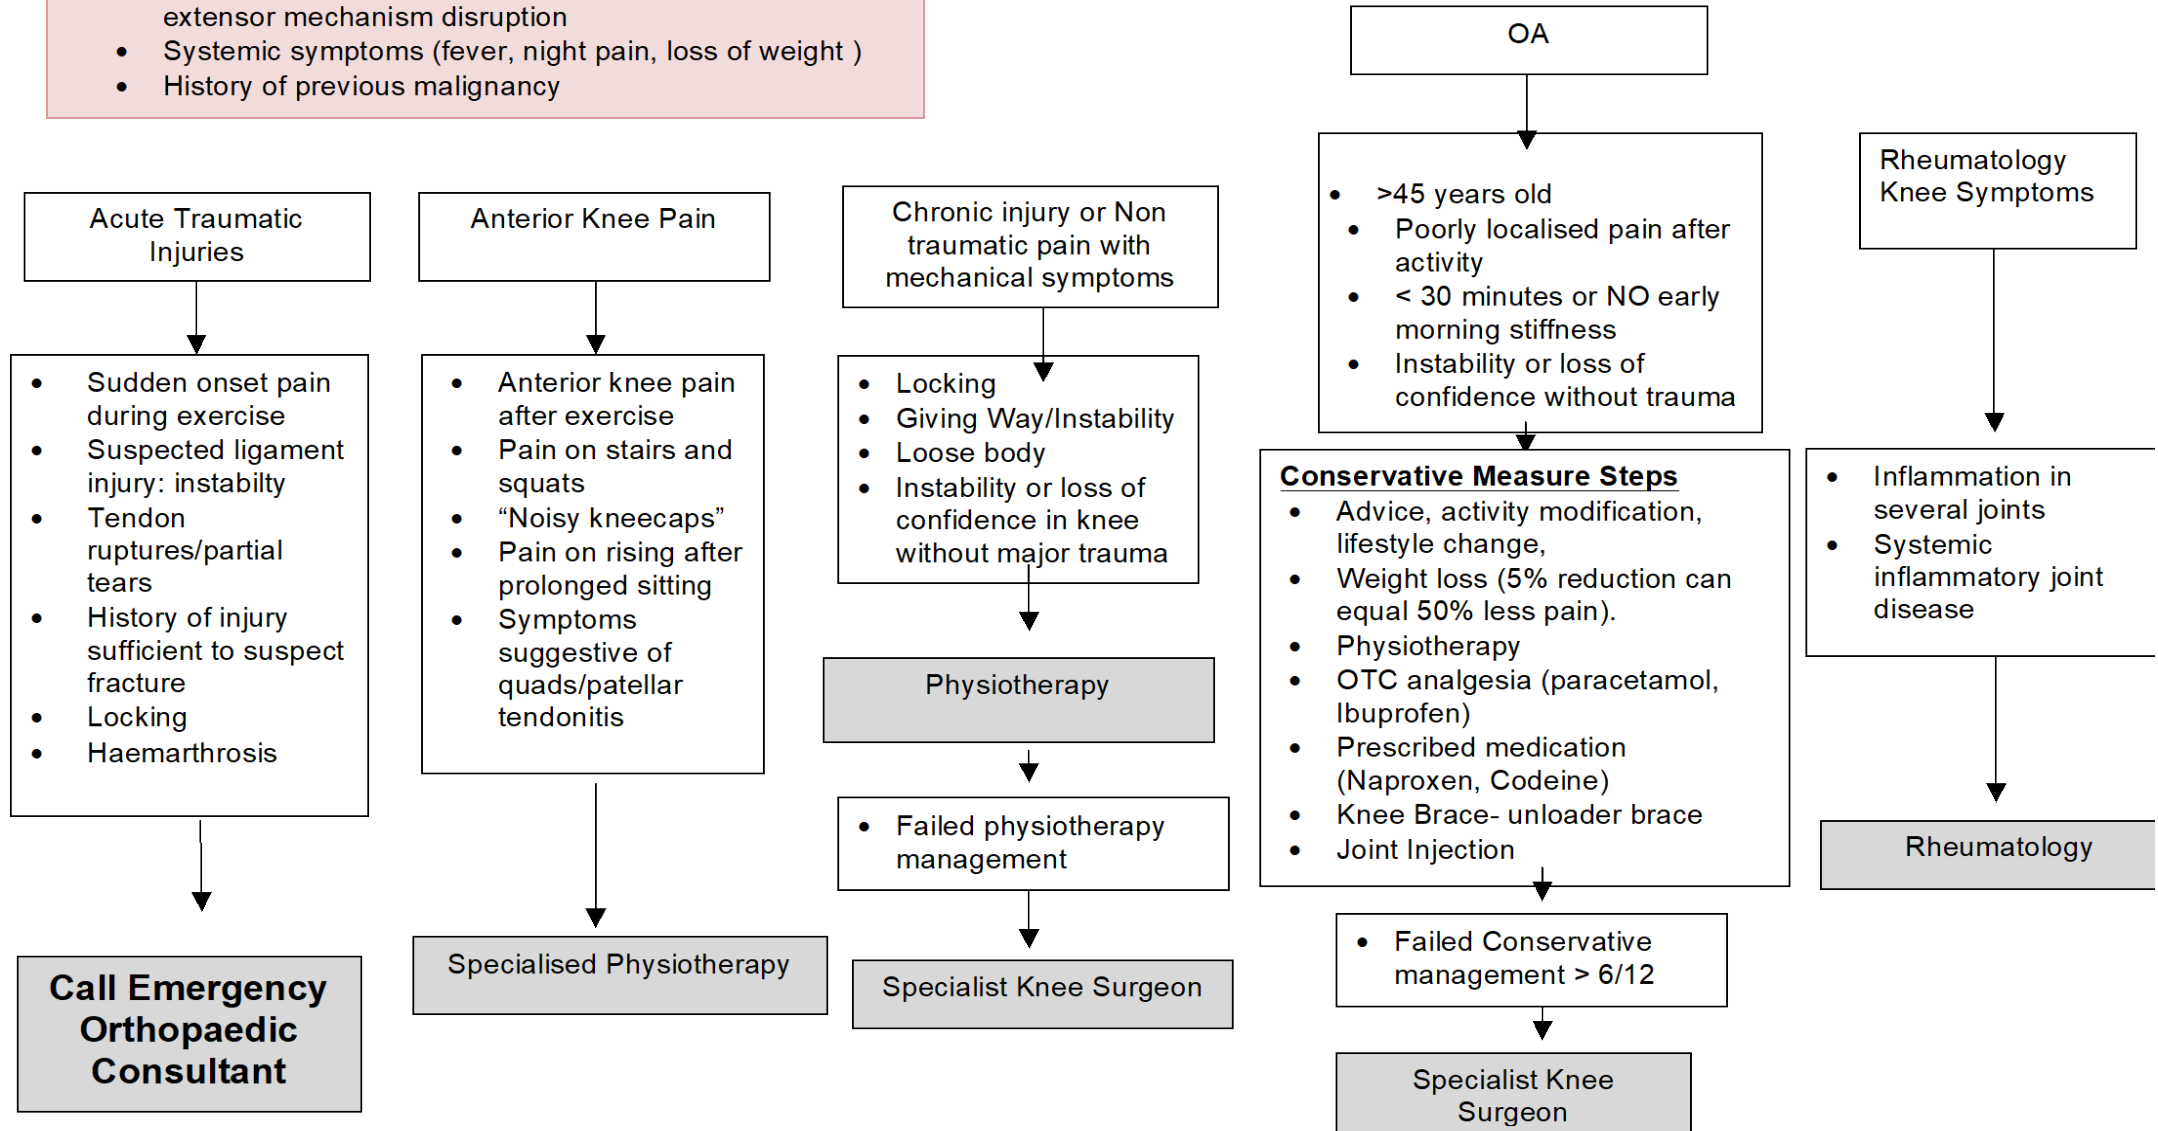 extensor mechanism disruption
• Systemic symptoms (fever, night pain, loss of weight )
• History of previous malignancy
Acute Traumatic
Injuries
• Sudden onset pain
during exercise
• Suspected ligament
injury: instabilty
• Tendon
ruptures/partial
tears
• History of injury
sufficient to suspect
fracture
• Locking
• Haemarthrosis
Call Emergency
Orthopaedic
Consultant
Anterior Knee Pain
• Anterior knee pain
after exercise
• Pain on stairs and
squats
• “Noisy kneecaps”
• Pain on rising after
prolonged sitting
• Symptoms
suggestive of
quads/patellar
tendonitis
Specialised Physiotherapy
Chronic injury or Non
traumatic pain with
mechanical symptoms
• Locking
• Giving Way/Instability
• Loose body
• Instability or loss of
confidence in knee
without major trauma
Physiotherapy
• Failed physiotherapy
management
Specialist Knee Surgeon
OA
• >45 years old
• Poorly localised pain after
activity
• < 30 minutes or NO early
morning stiffness
• Instability or loss of
confidence without trauma
Conservative Measure Steps
• Advice, activity modification,
lifestyle change,
• Weight loss (5% reduction can
equal 50% less pain).
• Physiotherapy
• OTC analgesia (paracetamol,
Ibuprofen)
• Prescribed medication
(Naproxen, Codeine)
• Knee Brace- unloader brace
• Joint Injection
• Failed Conservative
management > 6/12
Specialist Knee
Surgeon
Rheumatology
Knee Symptoms
• Inflammation in
several joints
• Systemic
inflammatory joint
disease
Rheumatology